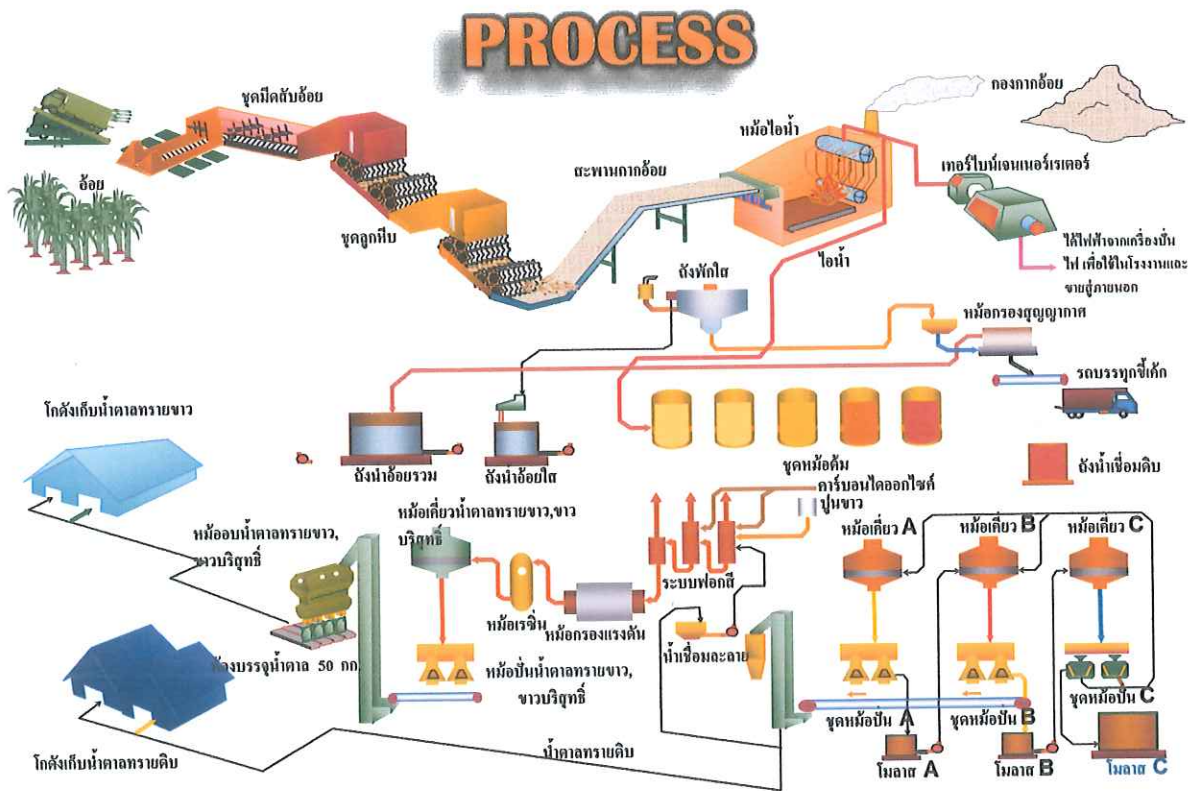 PROCESS
กองกากอ้อย
ชุดมีดสับอ้อย
หม้อไอน้ำ
เทอร์ไบน์เจนเนอร์เรเตอร์
สะพานกากอ้อย
อ้อย
ชุดลูกหีบ
ไอน้ำ
ได้ไฟฟ้าจากเครื่องปั่น
ไฟ เพื่อใช้ในโรงงานและ
ขายสู่ภายนอก
ถังพักใส
หม้อกรองสุญญากาศ
รถบรรทุกขี้เค้ก
โกดังเก็บน้ำตาลทรายขาว
ถังน้ำอ้อยรวม
ถังน้ำอ้อยใส
ชุดหม้อต้ม
ถังน้ำเชื่อมดิบ
คาร์บอนไดออกไซค์
ปูนขาว
หม้อเคี่ยวน้ำตาลทรายขาว,ขาว
บริสุทธิ์
หม้อเคี่ยว A
หม้อเคี่ยว B
หม้อเคี่ยว C
หม้ออบน้ำตาลทรายขาว,
ขาวบริสุทธิ์
ระบบฟอกสี
หม้อเรซิ่น
หม้อกรองแรงดัน
น้ำเชื่อมละลาย
บรรจุน้ำตาล 50 กก.
หม้อปั่นน้ำตาลทรายขาว,
ขาวบริสุทธิ์
ชุดหม้อปั่น A
ชุดหม้อปั่น B
ชุดหม้อปั่น C
น้ำตาลทรายดิบ
โกดังเก็บน้ำตาลทรายดิบ
โมลาส A
โมลาส B
โมลาส C